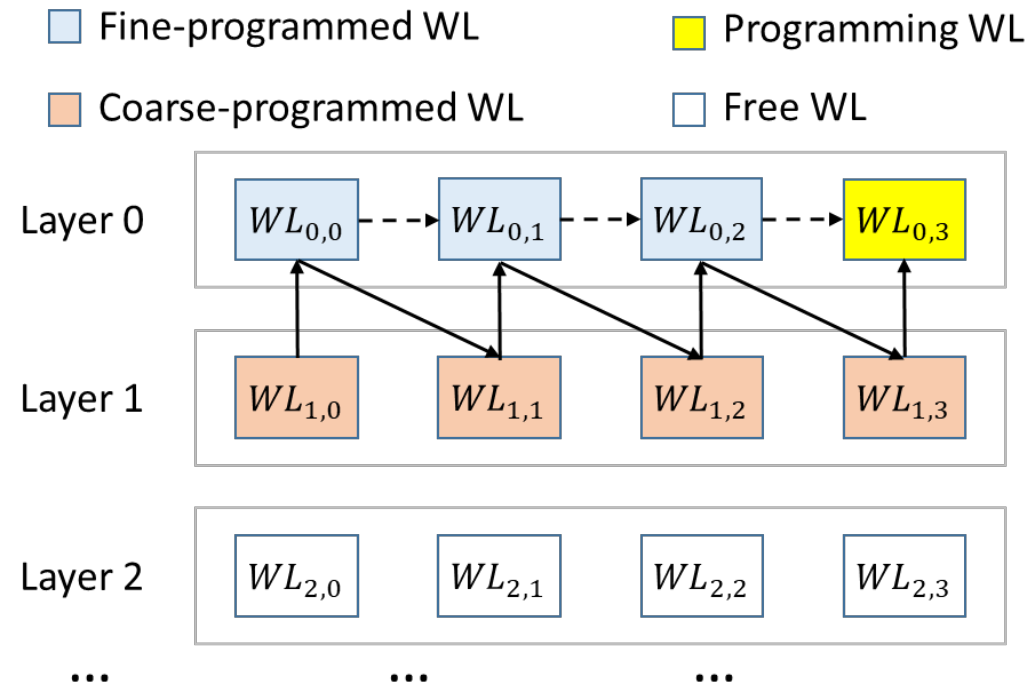 Fine-programmed WL
Programming WL
Coarse-programmed WL
Free WL
Layer 0
WL0,0
WL0,1
WL0,2
WL0,3
Layer 1
WL1,0
WL1,1
WL1,2
WL1,3
Layer 2
WL2,0
WL2,1
WL2,2
WL2,3
... ... ...